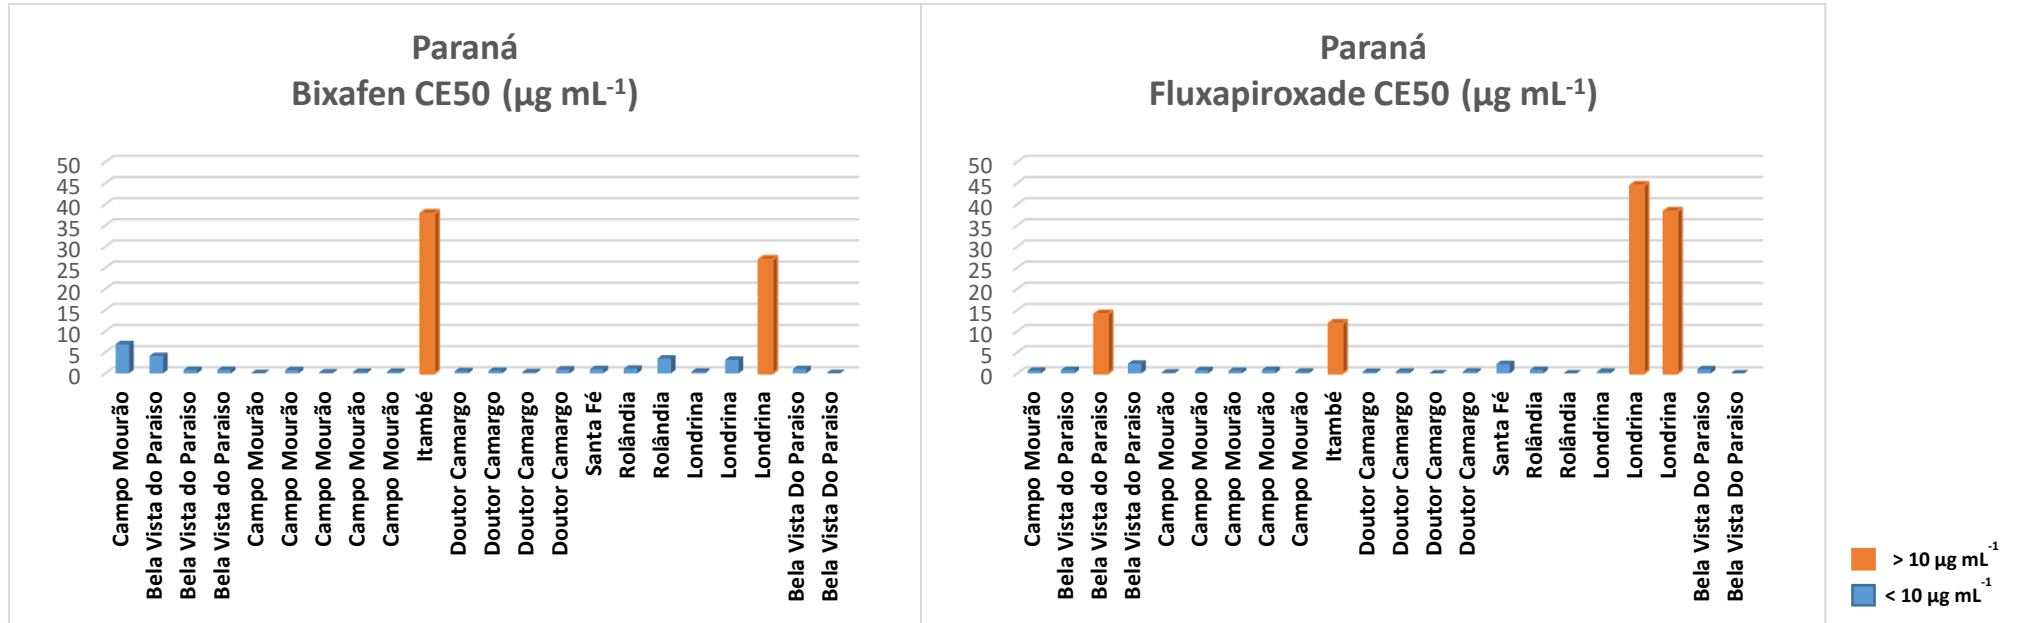 Paraná
Bixafen CE50 (µg mL⁻¹)
50
45
40
35
30
25
20
15
10
5
0
Campo Mourão
Bela Vista do Paraiso
Bela Vista do Paraiso
Bela Vista do Paraiso
Campo Mourão
Campo Mourão
Campo Mourão
Campo Mourão
Campo Mourão
Itambé
Doutor Camargo
Doutor Camargo
Doutor Camargo
Doutor Camargo
Santa Fé
Rolândia
Rolândia
Londrina
Londrina
Londrina
Bela Vista Do Paraiso
Bela Vista Do Paraiso
Paraná
Fluxapiroxade CE50 (µg mL⁻¹)
50
45
40
35
30
25
20
15
10
5
0
Campo Mourão
Bela Vista do Paraiso
Bela Vista do Paraiso
Bela Vista do Paraiso
Campo Mourão
Campo Mourão
Campo Mourão
Campo Mourão
Campo Mourão
Itambé
Doutor Camargo
Doutor Camargo
Doutor Camargo
Doutor Camargo
Santa Fé
Rolândia
Rolândia
Londrina
Londrina
Londrina
Bela Vista Do Paraiso
Bela Vista Do Paraiso
> 10 µg mL⁻¹
< 10 µg mL⁻¹